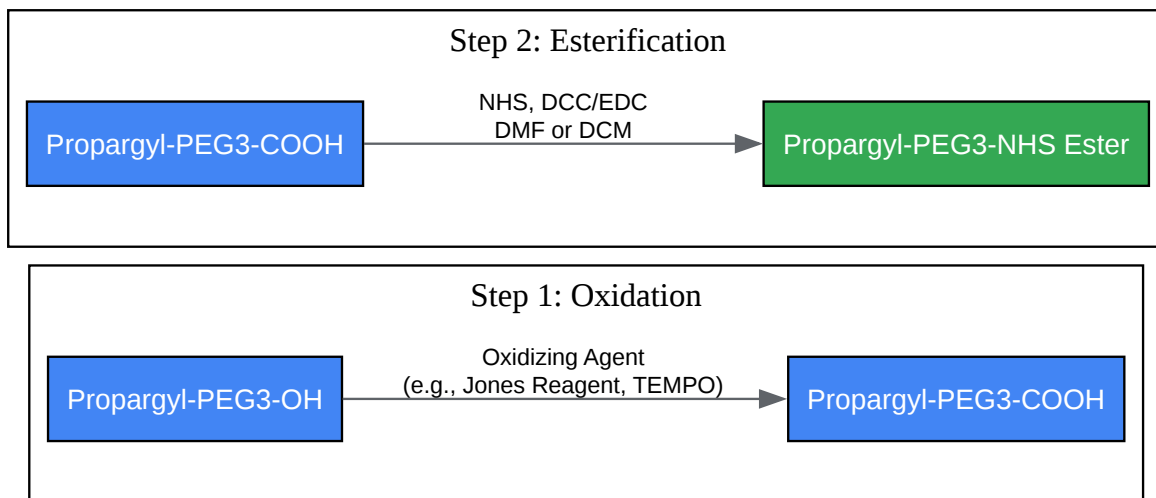 Step 2: Esterification
NHS, DCC/EDC
DMF or DCM
Propargyl-PEG3-COOH
Propargyl-PEG3-NHS Ester
Step 1: Oxidation
Oxidizing Agent
(e.g., Jones Reagent, TEMPO)
Propargyl-PEG3-OH
Propargyl-PEG3-COOH